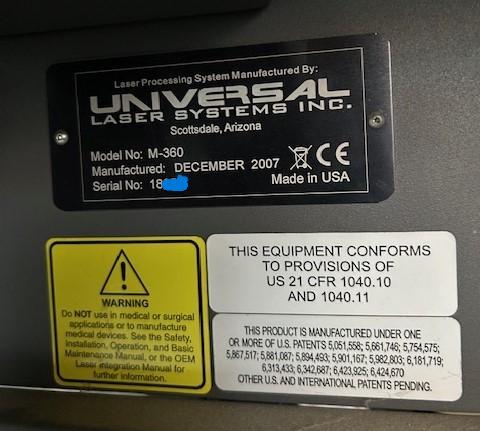 Laser Processing System Manufactured By:
UNIVERSAL
LASER SYSTEMS INC.
Scottsdale, Arizona
Model No: M-360
Manufactured: DECEMBER 2007
Serial No: 18
CE
Made in USA
WARNING
Do NOT use in medical or surgical
applications or to manufacture
medical devices. See the Safety,
Installation, Operation, and Basic
Maintenance Manual, or the OEM
Laser Integration Manual for
further information.
THIS EQUIPMENT CONFORMS
TO PROVISIONS OF
US 21 CFR 1040.10
AND 1040.11
THIS PRODUCT IS MANUFACTURED UNDER ONE
OR MORE OF U.S. PATENTS 5,051,558; 5,661,746; 5,754,575;
5,867,517; 5,881,087; 5,894,493; 5,901,167; 5,982,803; 6,181,719;
6,313,433; 6,342,687; 6,423,925; 6,424,670
OTHER U.S. AND INTERNATIONAL PATENTS PENDING.